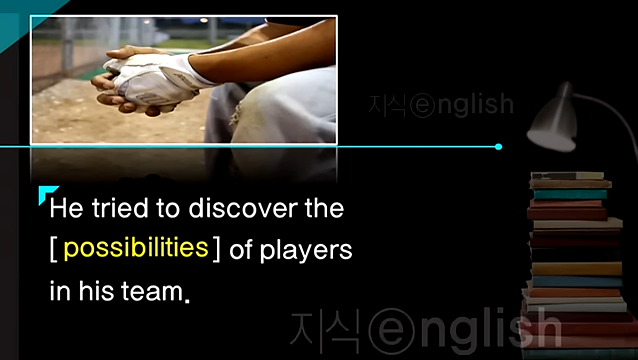 지식ⓔnglish
He tried to discover the
[possibilities] of players
in his team.
지식ⓔnglish